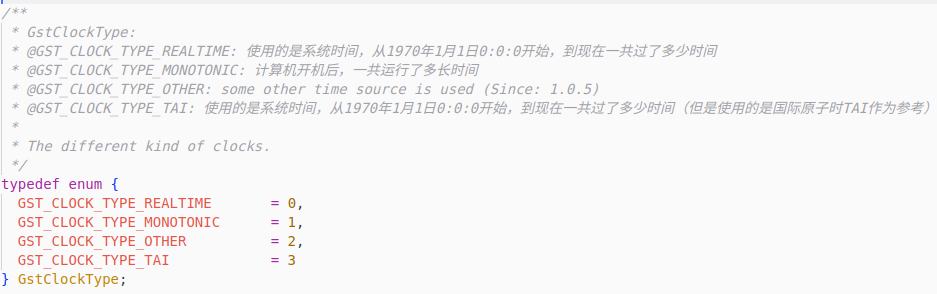 /**
 * GstClockType:
 * @GST_CLOCK_TYPE_REALTIME: 使用的是系统时间，从1970年1月1日0:0:0开始，到现在一共过了多少时间
 * @GST_CLOCK_TYPE_MONOTONIC: 计算机开机后，一共运行了多长时间
 * @GST_CLOCK_TYPE_OTHER: some other time source is used (Since: 1.0.5)
 * @GST_CLOCK_TYPE_TAI: 使用的是系统时间，从1970年1月1日0:0:0开始，到现在一共过了多少时间（但是使用的是国际原子时TAI作为参考）
 *
 * The different kind of clocks.
 */
typedef enum {
  GST_CLOCK_TYPE_REALTIME       = 0,
  GST_CLOCK_TYPE_MONOTONIC      = 1,
  GST_CLOCK_TYPE_OTHER          = 2,
  GST_CLOCK_TYPE_TAI            = 3
} GstClockType;